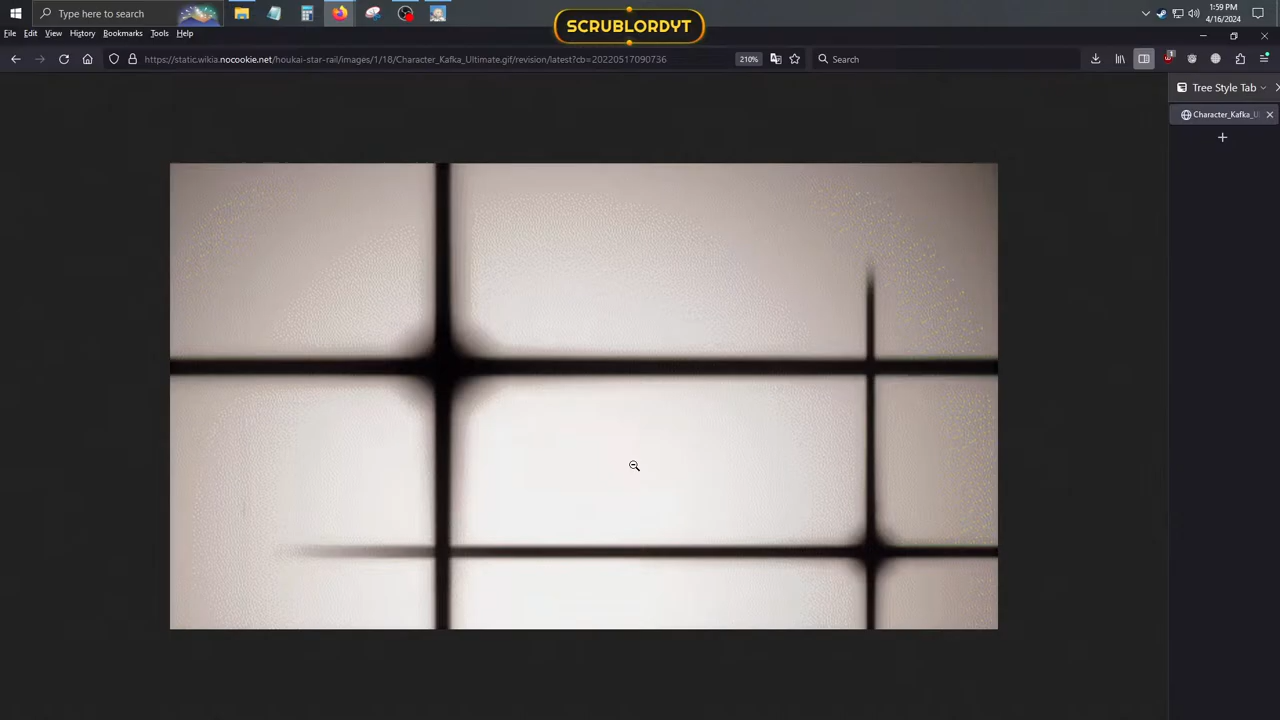 Type here to search
SCRUBLORDYT
1:59 PM
4/16/2024
File Edit View History Bookmarks Tools Help
https://static.wikia.nocookie.net/houkai-star-rail/images/1/18/Character_Kafka_Ultimate.gif/revision/latest?cb=20220517090736
210%
Search
Tree Style Tab
Character_Kafka_U